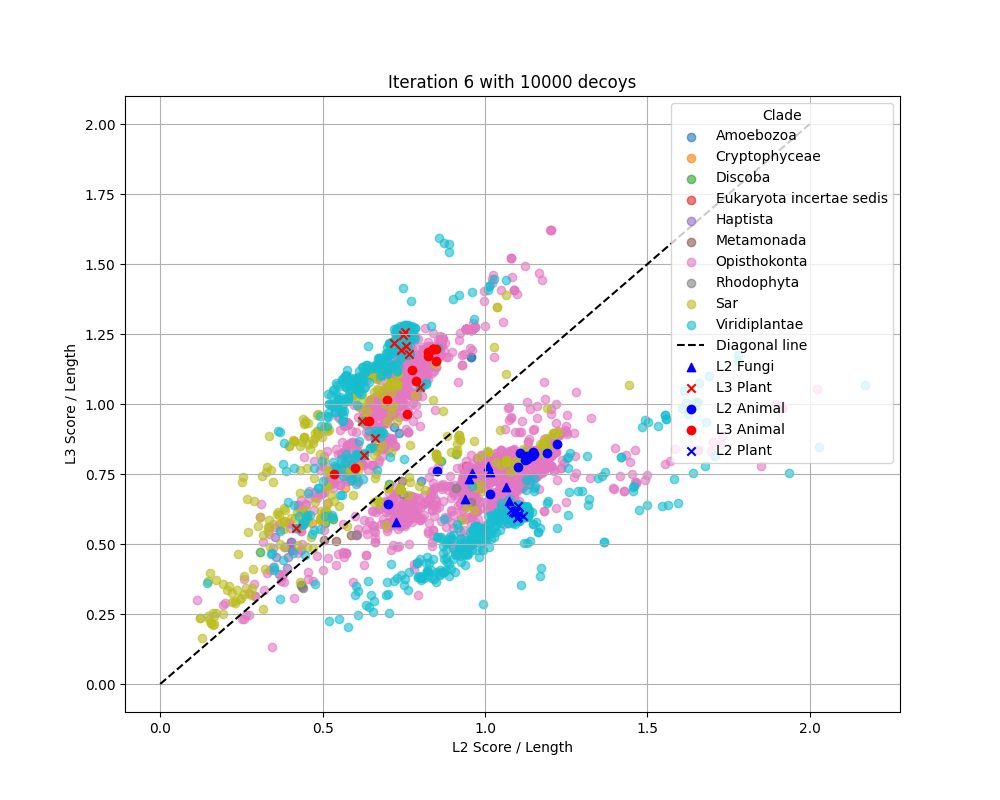 Iteration 6 with 10000 decoys
L3 Score / Length
2.00
1.75
1.50
1.25
1.00
0.75
0.50
0.25
0.00
0.0
0.5
1.0
1.5
2.0
L2 Score / Length
Clade
Amoebozoa
Cryptophyceae
Discoba
Eukaryota incertae sedis
Haptista
Metamonada
Opisthokonta
Rhodophyta
Sar
Viridiplantae
Diagonal line
L2 Fungi
L3 Plant
L2 Animal
L3 Animal
L2 Plant